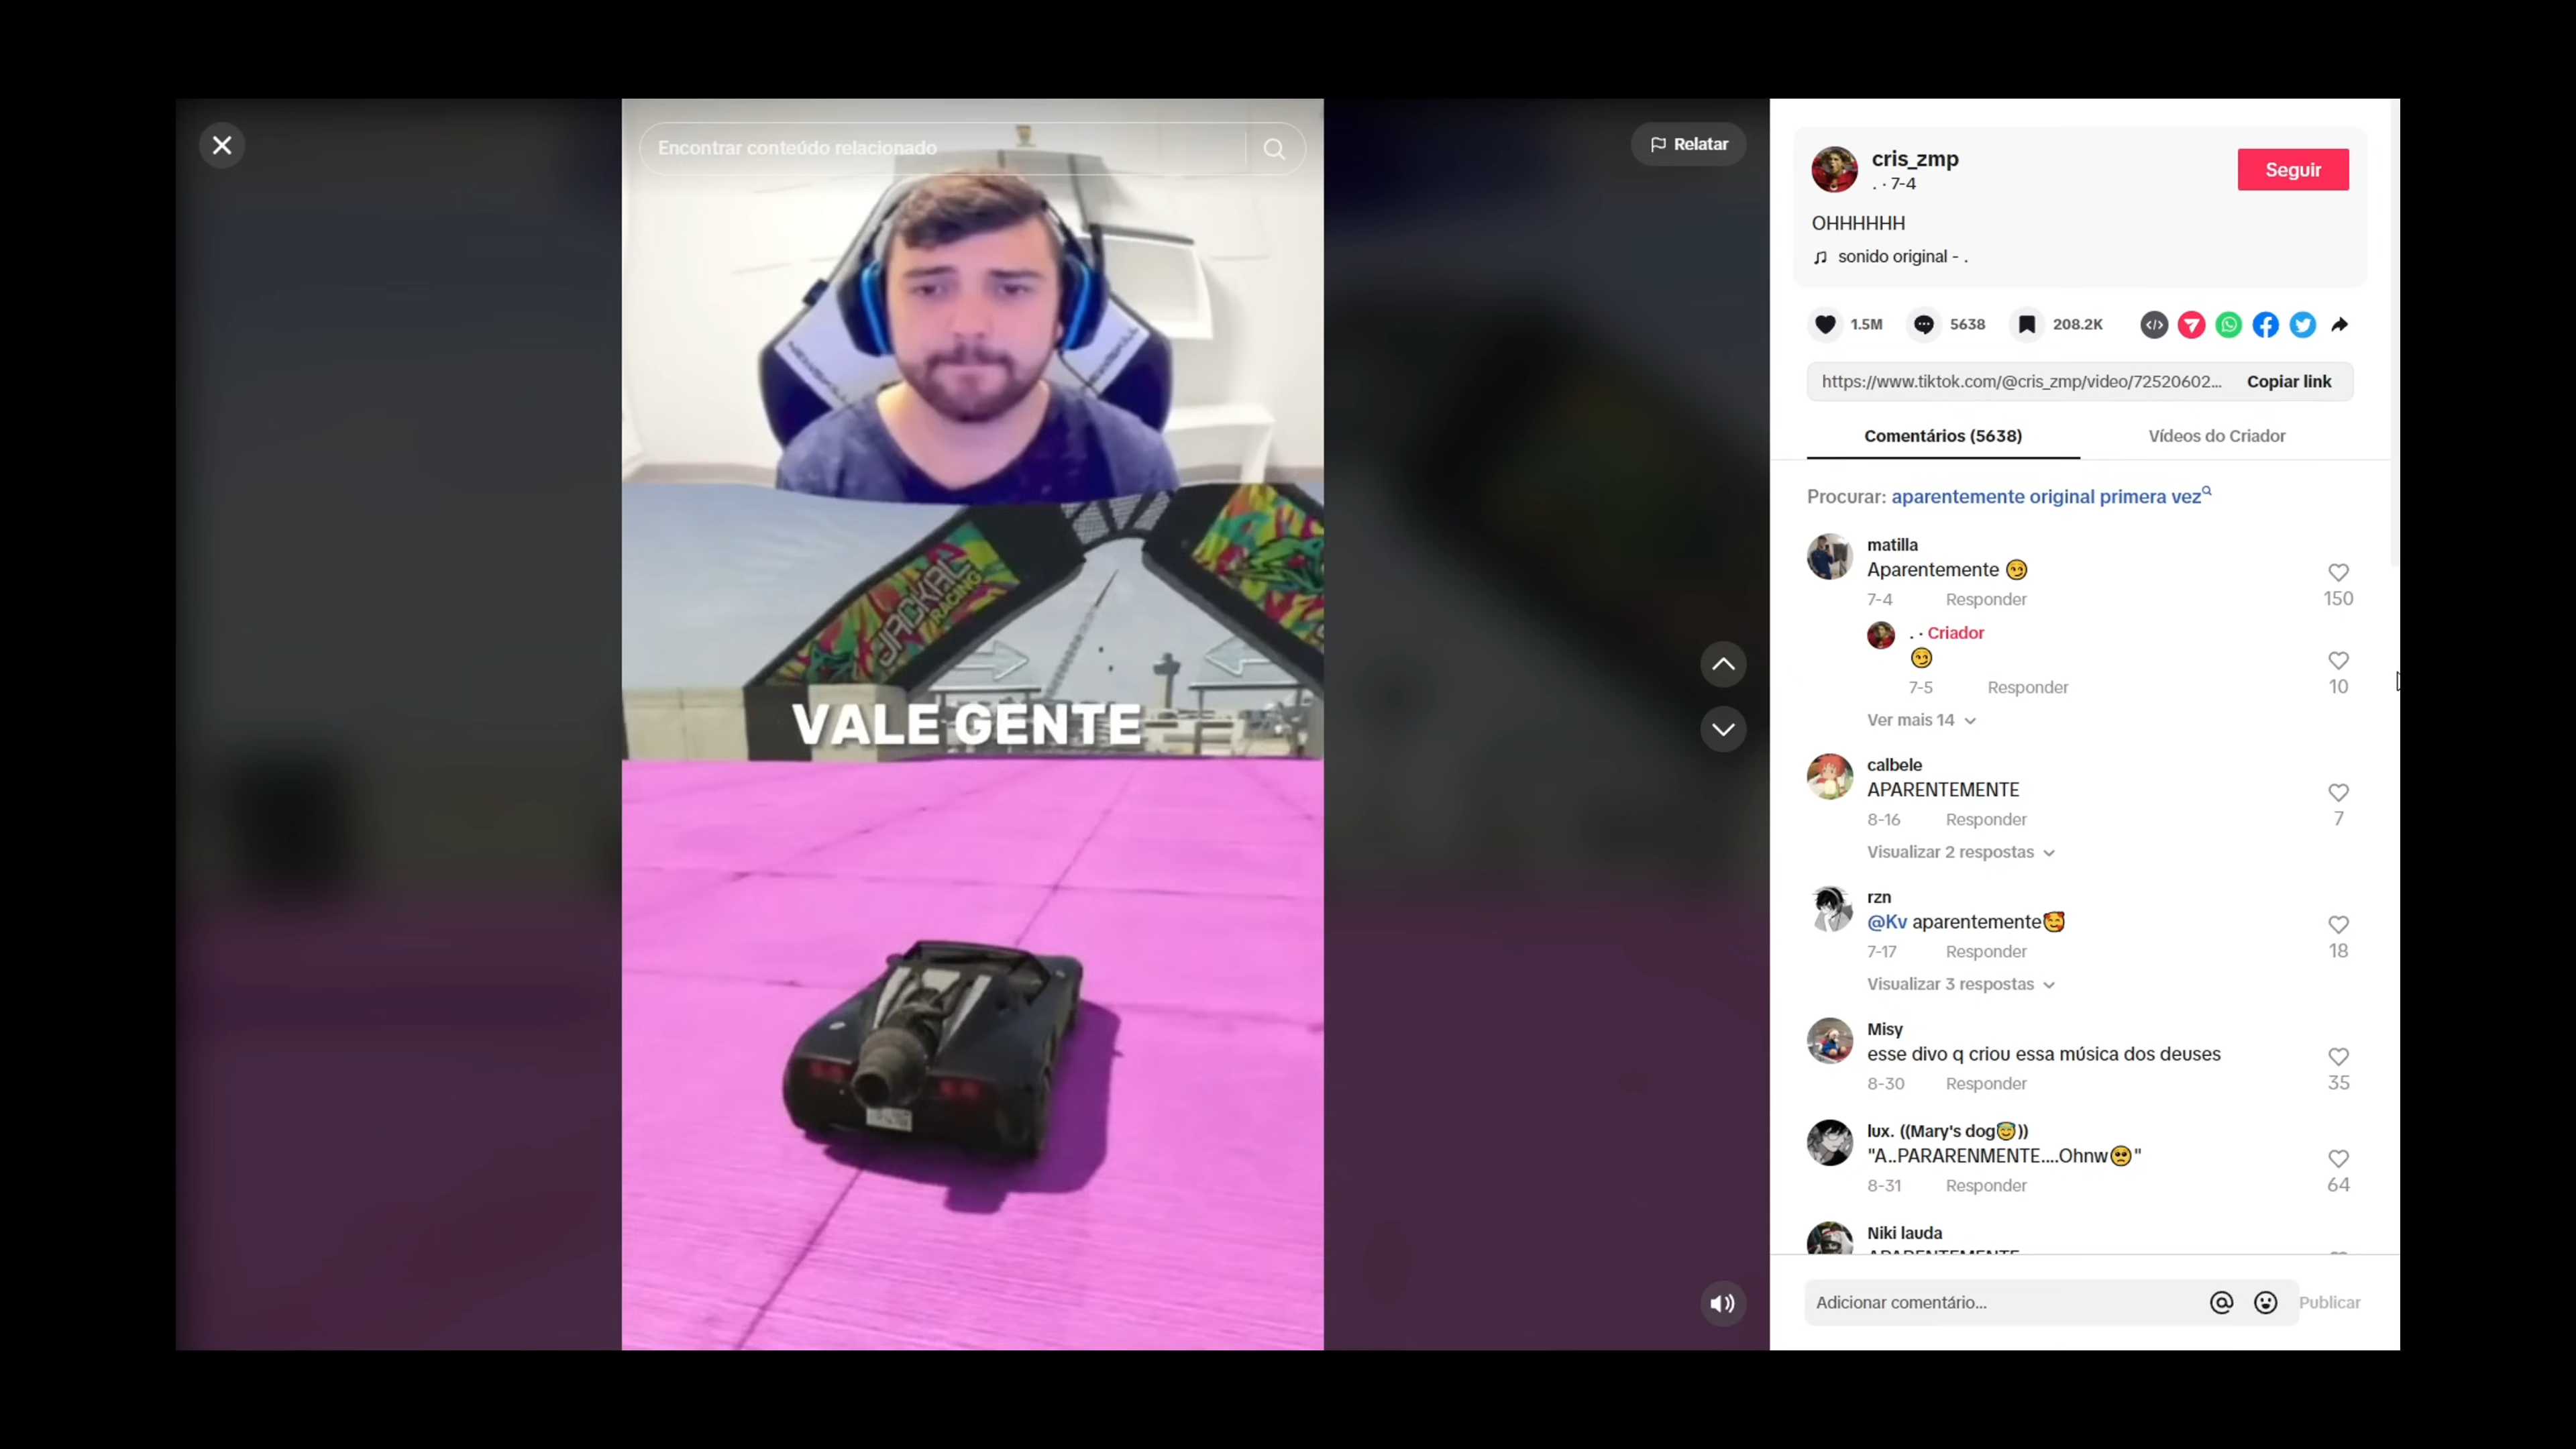 Encontrar conteúdo relacionado
Relatar
JACKAL
RACING
VALE GENTE
cris_zmp
. · 7-4
Seguir
OHHHHHH
sonido original - .
1.5M
5638
208.2K
https://www.tiktok.com/@cris_zmp/video/72520602...
Copiar link
Comentários (5638)
Vídeos do Criador
Procurar: aparentemente original primera vez
matilla
Aparentemente 😏
7-4 Responder
150
. · Criador
😏
7-5 Responder
10
Ver mais 14
calbele
APARENTEMENTE
8-16 Responder
7
Visualizar 2 respostas
rzn
@Kv aparentemente🥰
7-17 Responder
18
Visualizar 3 respostas
Misy
esse divo q criou essa música dos deuses
8-30 Responder
35
lux. ((Mary's dog😇))
"A..PARARENMENTE....Ohnw🥺"
8-31 Responder
64
Niki lauda
APARENTEMENTE
Adicionar comentário...
Publicar